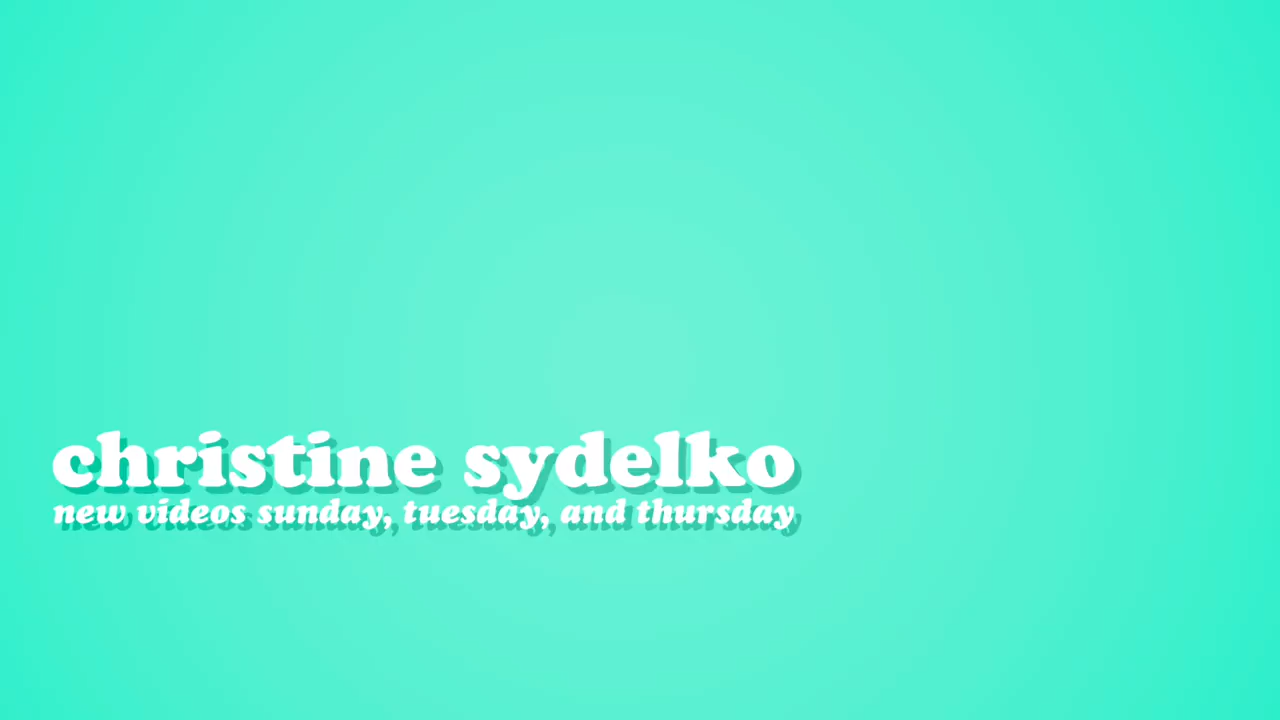 christine sydelko
new videos sunday, tuesday, and thursday